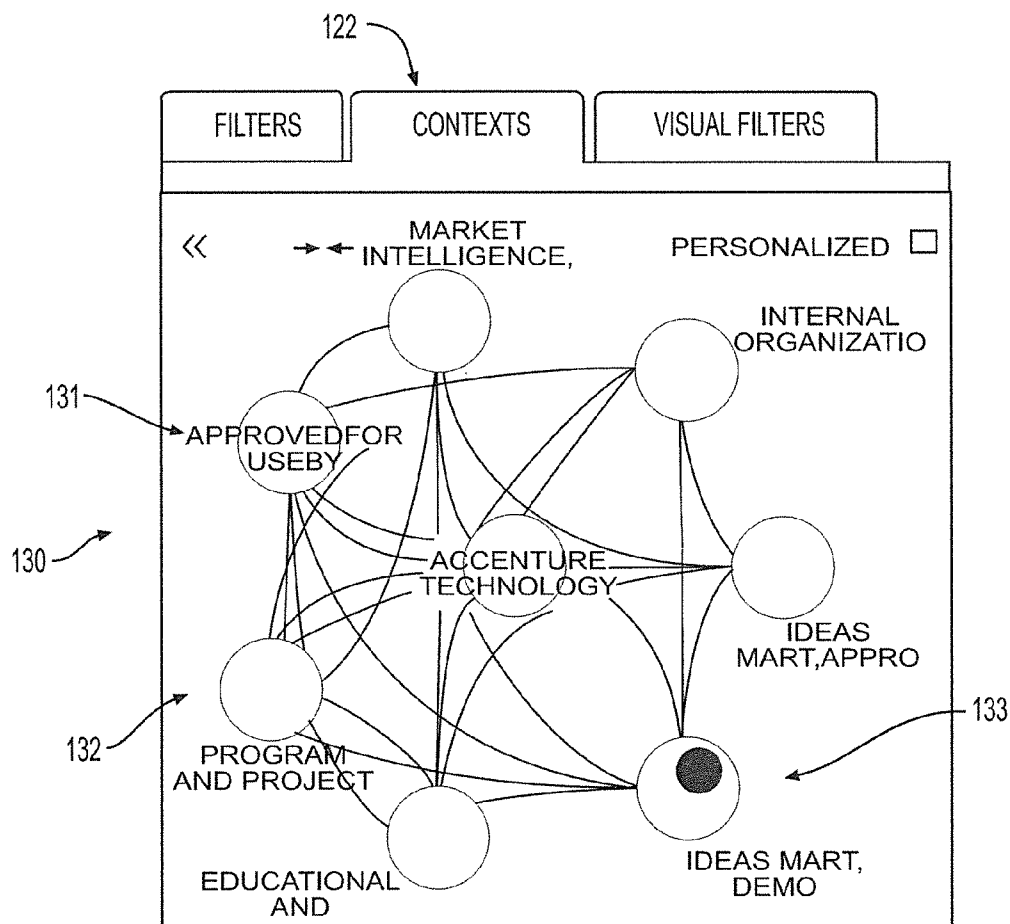 122
FILTERS
CONTEXTS
VISUAL FILTERS
«
MARKET
INTELLIGENCE,
PERSONALIZED
INTERNAL
ORGANIZATIO
131
APPROVEDFOR
USEBY
130
ACCENTURE
TECHNOLOGY
IDEAS
MART,APPRO
132
133
PROGRAM
AND PROJECT
IDEAS MART,
DEMO
EDUCATIONAL
AND